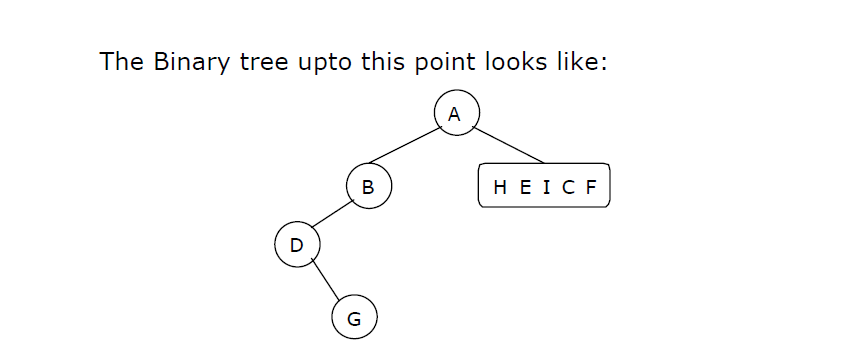 The Binary tree upto this point looks like:
A
B
H E I C F
D
G